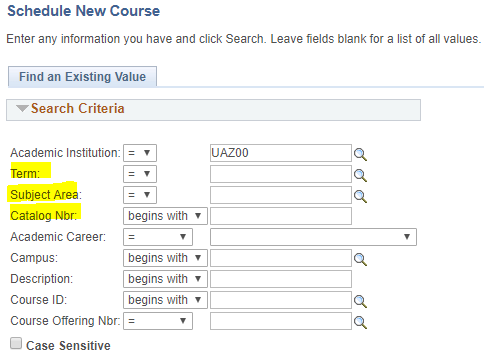 Schedule New Course
Enter any information you have and click Search. Leave fields blank for a list of all values.
Find an Existing Value
Search Criteria
Academic Institution: = UAZ00
Term: =
Subject Area: =
Catalog Nbr: begins with
Academic Career: =
Campus: begins with
Description: begins with
Course ID: begins with
Course Offering Nbr: =
Case Sensitive